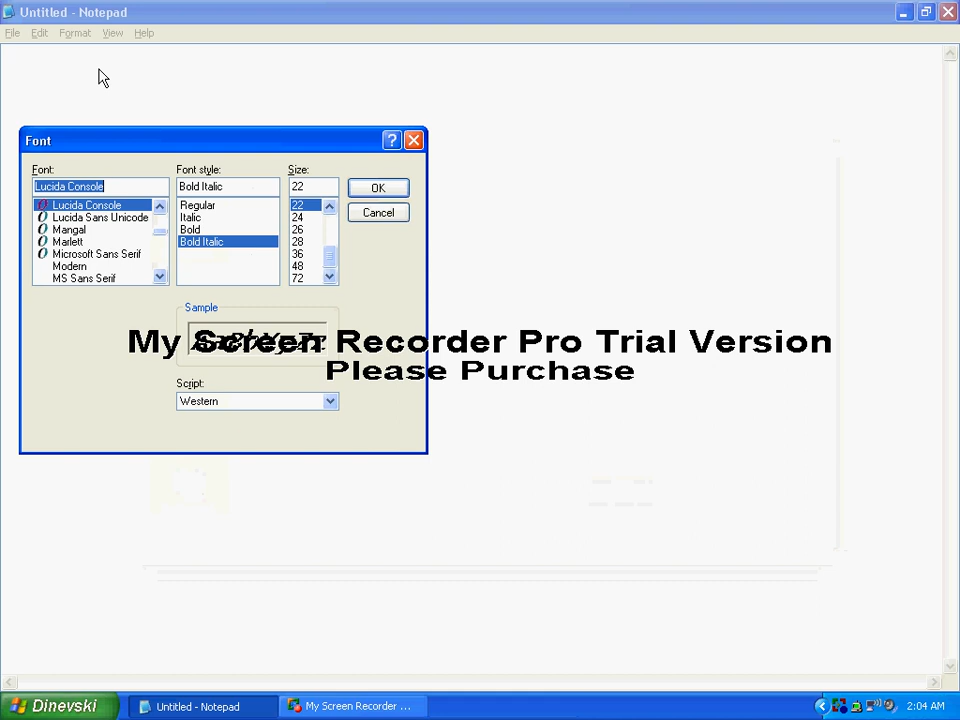 Untitled - Notepad
File Edit Format View Help
Font
Font: Font style: Size:
Lucida Console Bold Italic 22 OK
Lucida Console Regular 22
Lucida Sans Unicode Italic 24 Cancel
Mangal Bold 26
Marlett Bold Italic 28
Microsoft Sans Serif 36
Modern 48
MS Sans Serif 72
Sample
My Screen Recorder Pro Trial Version
Please Purchase
Script:
Western
Dinevski Untitled - Notepad My Screen Recorder ... 2:04 AM